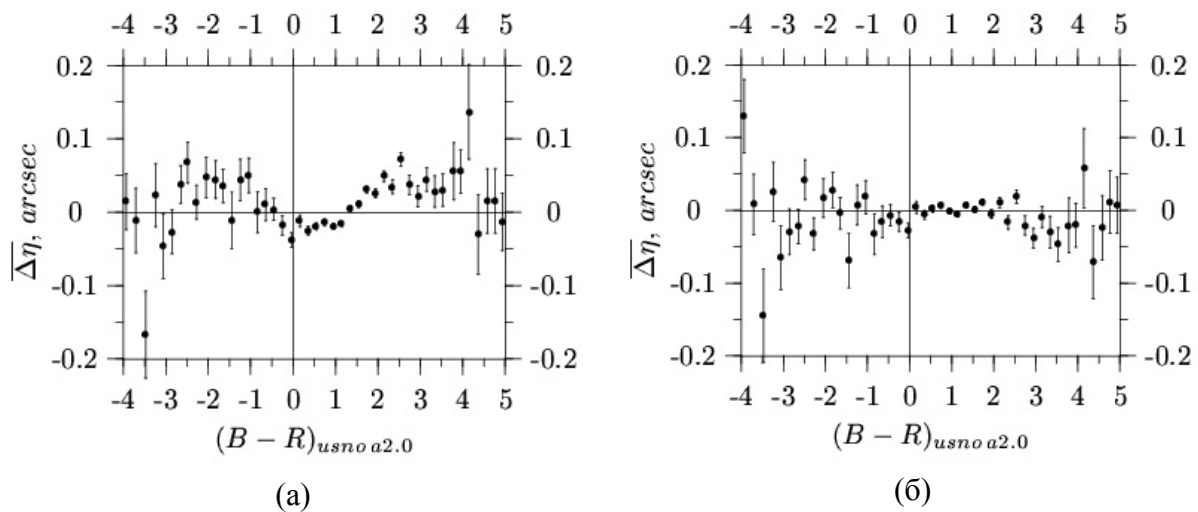 -4 -3 -2 -1 0 1 2 3 4 5
0.2 0.2
0.1 0.1
0 0
-0.1 -0.1
-0.2 -0.2
-4 -3 -2 -1 0 1 2 3 4 5
Δη, arcsec
(B − R)usno a2.0
(а)
-4 -3 -2 -1 0 1 2 3 4 5
0.2 0.2
0.1 0.1
0 0
-0.1 -0.1
-0.2 -0.2
-4 -3 -2 -1 0 1 2 3 4 5
Δη, arcsec
(B − R)usno a2.0
(б)